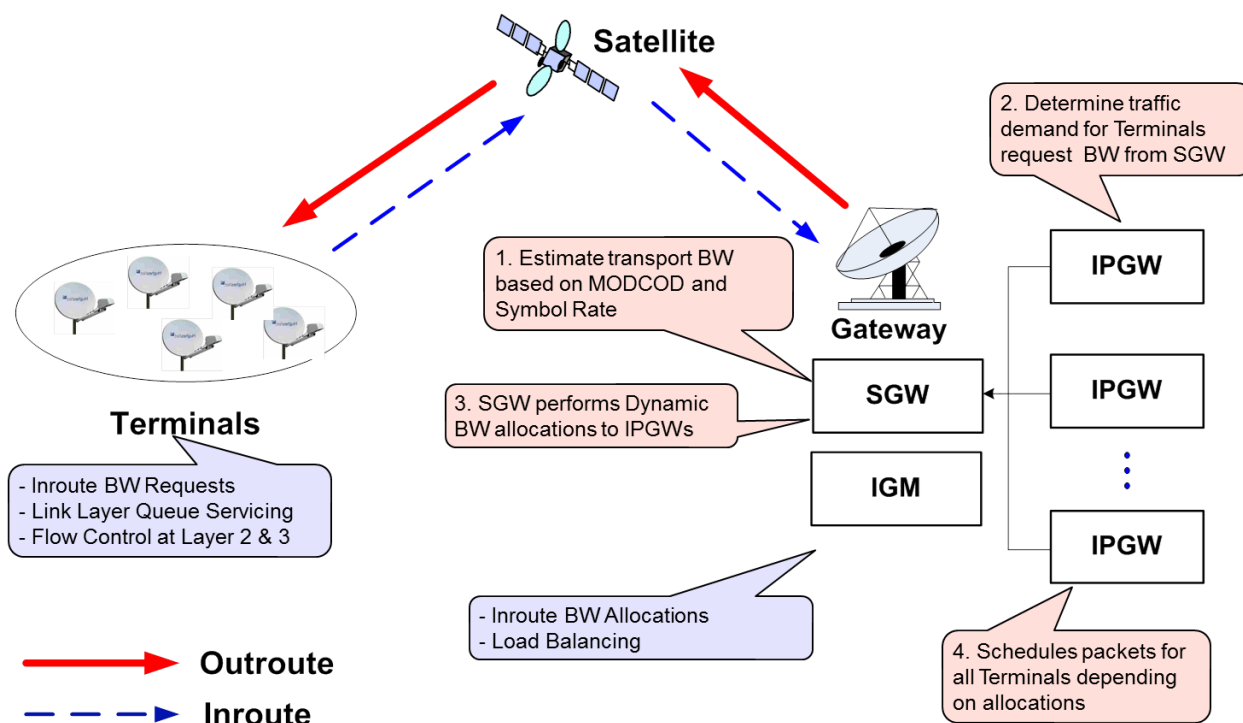 Satellite
2. Determine traffic
demand for Terminals
request BW from SGW
1. Estimate transport BW
based on MODCOD and
Symbol Rate
IPGW
Gateway
SGW
IPGW
3. SGW performs Dynamic
BW allocations to IPGWs
Terminals
- Inroute BW Requests
- Link Layer Queue Servicing
- Flow Control at Layer 2 & 3
IGM
IPGW
- Inroute BW Allocations
- Load Balancing
4. Schedules packets for
all Terminals depending
on allocations
Outroute
Inroute